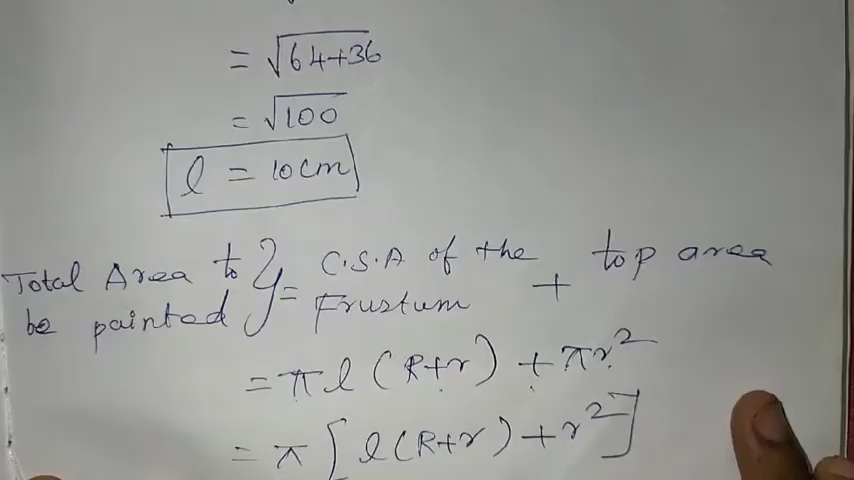 = √64+36
= √100
l = 10cm
Total Area to be painted } = C.S.A of the Frustum + top area
= πl (R+r) + πr²
= π [l(R+r)+r²]